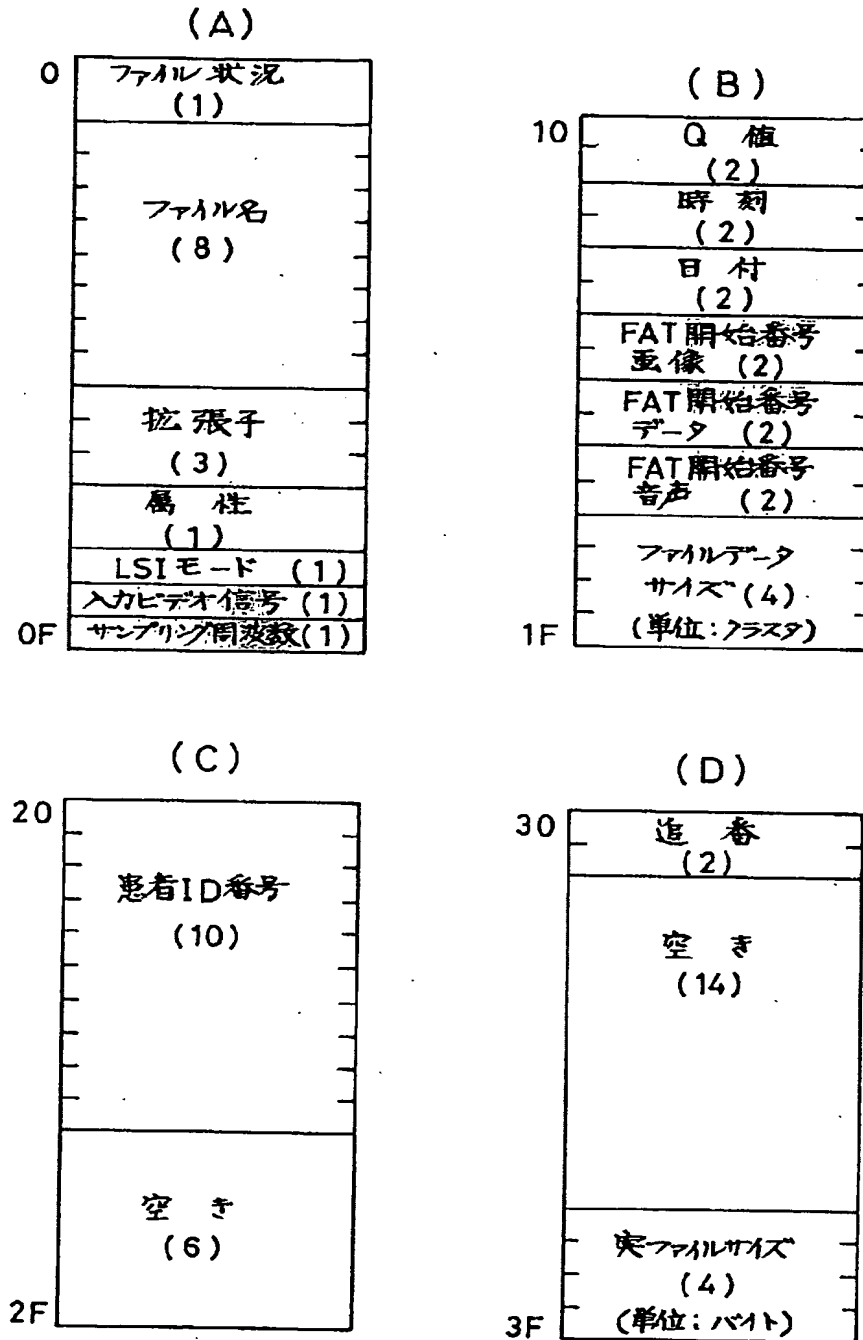 (A)
0
ファイル状況
(1)
ファイル名
(8)
拡張子
(3)
属性
(1)
LSIモード (1)
入力ビデオ信号(1)
サンプリング周波数(1)
0F
(B)
10
Q値
(2)
時刻
(2)
日付
(2)
FAT開始番号
画像 (2)
FAT開始番号
データ (2)
FAT開始番号
音声 (2)
ファイルデータ
サイズ(4)
(単位:クラスタ)
1F
(C)
20
患者ID番号
(10)
空き
(6)
2F
(D)
30
追番
(2)
空き
(14)
実ファイルサイズ
(4)
(単位:バイト)
3F